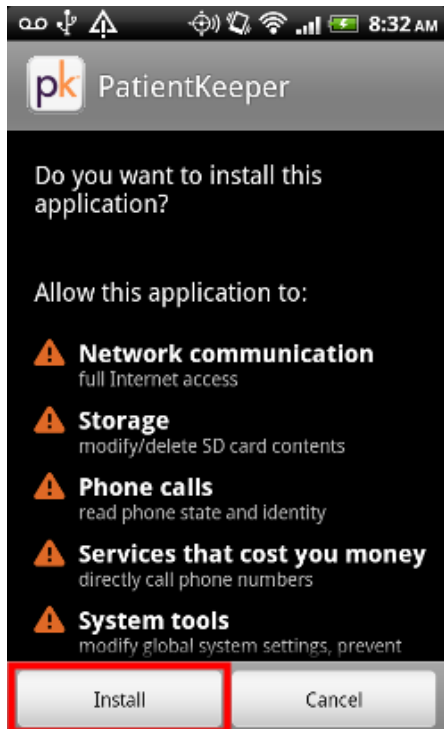 8:32 AM
pk PatientKeeper
Do you want to install this
application?
Allow this application to:
Network communication
full Internet access
Storage
modify/delete SD card contents
Phone calls
read phone state and identity
Services that cost you money
directly call phone numbers
System tools
modify global system settings, prevent
Install Cancel